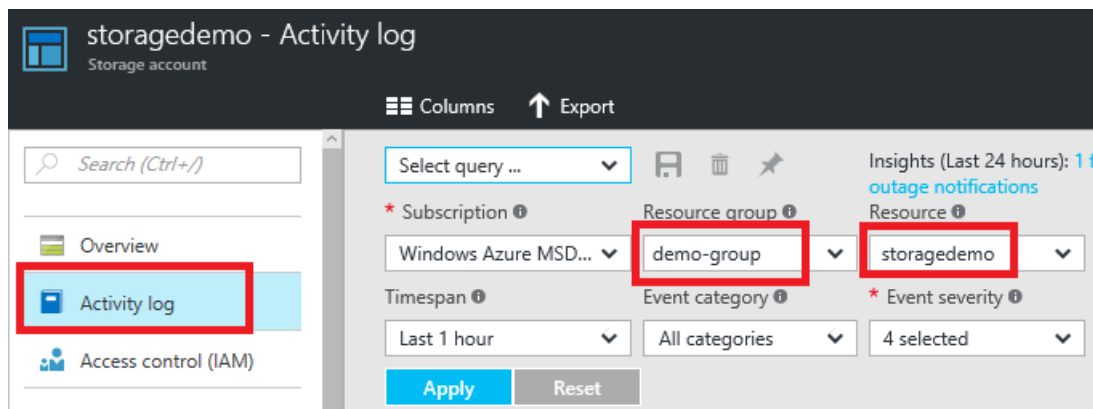 storagedemo - Activity log
Storage account
Columns Export
Search (Ctrl+/)
Overview
Activity log
Access control (IAM)
Select query ...
Insights (Last 24 hours): 1 f
outage notifications
* Subscription Resource group Resource
Windows Azure MSD... demo-group storagedemo
Timespan Event category * Event severity
Last 1 hour All categories 4 selected
Apply Reset